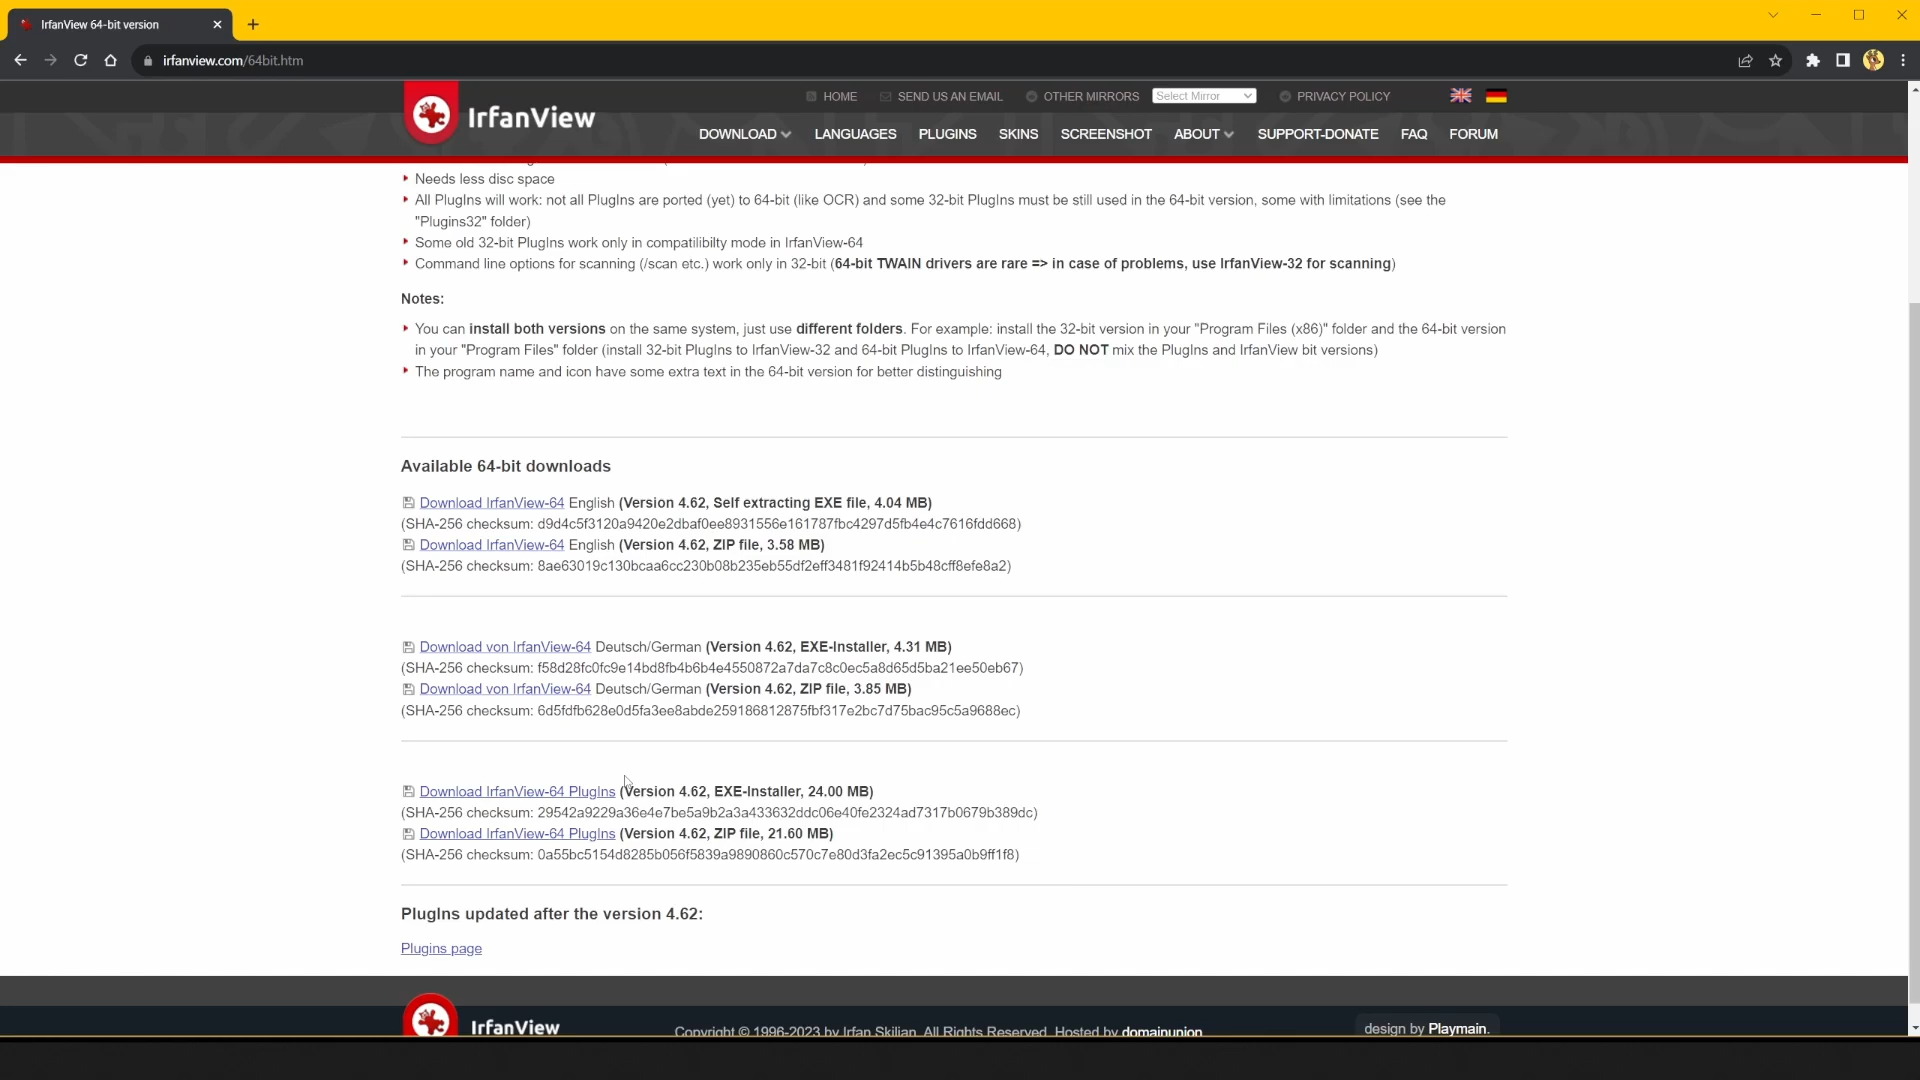 IrfanView 64-bit version
irfanview.com/64bit.htm
HOME SEND US AN EMAIL OTHER MIRRORS Select Mirror PRIVACY POLICY
IrfanView
DOWNLOAD LANGUAGES PLUGINS SKINS SCREENSHOT ABOUT SUPPORT-DONATE FAQ FORUM
Needs less disc space
All PlugIns will work: not all PlugIns are ported (yet) to 64-bit (like OCR) and some 32-bit PlugIns must be still used in the 64-bit version, some with limitations (see the
"Plugins32" folder)
Some old 32-bit PlugIns work only in compatilibilty mode in IrfanView-64
Command line options for scanning (/scan etc.) work only in 32-bit (64-bit TWAIN drivers are rare => in case of problems, use IrfanView-32 for scanning)
Notes:
You can install both versions on the same system, just use different folders. For example: install the 32-bit version in your "Program Files (x86)" folder and the 64-bit version
in your "Program Files" folder (install 32-bit PlugIns to IrfanView-32 and 64-bit PlugIns to IrfanView-64, DO NOT mix the PlugIns and IrfanView bit versions)
The program name and icon have some extra text in the 64-bit version for better distinguishing
Available 64-bit downloads
Download IrfanView-64 English (Version 4.62, Self extracting EXE file, 4.04 MB)
(SHA-256 checksum: d9d4c5f3120a9420e2dbaf0ee8931556e161787fbc4297d5fb4e4c7616fdd668)
Download IrfanView-64 English (Version 4.62, ZIP file, 3.58 MB)
(SHA-256 checksum: 8ae63019c130bcaa6cc230b08b235eb55df2eff3481f92414b5b48cff8efe8a2)
Download von IrfanView-64 Deutsch/German (Version 4.62, EXE-Installer, 4.31 MB)
(SHA-256 checksum: f58d28fc0fc9e14bd8fb4b6b4e4550872a7da7c8c0ec5a8d65d5ba21ee50eb67)
Download von IrfanView-64 Deutsch/German (Version 4.62, ZIP file, 3.85 MB)
(SHA-256 checksum: 6d5fdfb628e0d5fa3ee8abde259186812875fbf317e2bc7d75bac95c5a9688ec)
Download IrfanView-64 PlugIns (Version 4.62, EXE-Installer, 24.00 MB)
(SHA-256 checksum: 29542a9229a36e4e7be5a9b2a3a433632ddc06e40fe2324ad7317b0679b389dc)
Download IrfanView-64 PlugIns (Version 4.62, ZIP file, 21.60 MB)
(SHA-256 checksum: 0a55bc5154d8285b056f5839a9890860c570c7e80d3fa2ec5c91395a0b9ff1f8)
PlugIns updated after the version 4.62:
Plugins page
IrfanView
Copyright © 1996-2023 by Irfan Skiljan. All Rights Reserved. Hosted by domainunion
design by Playmain.